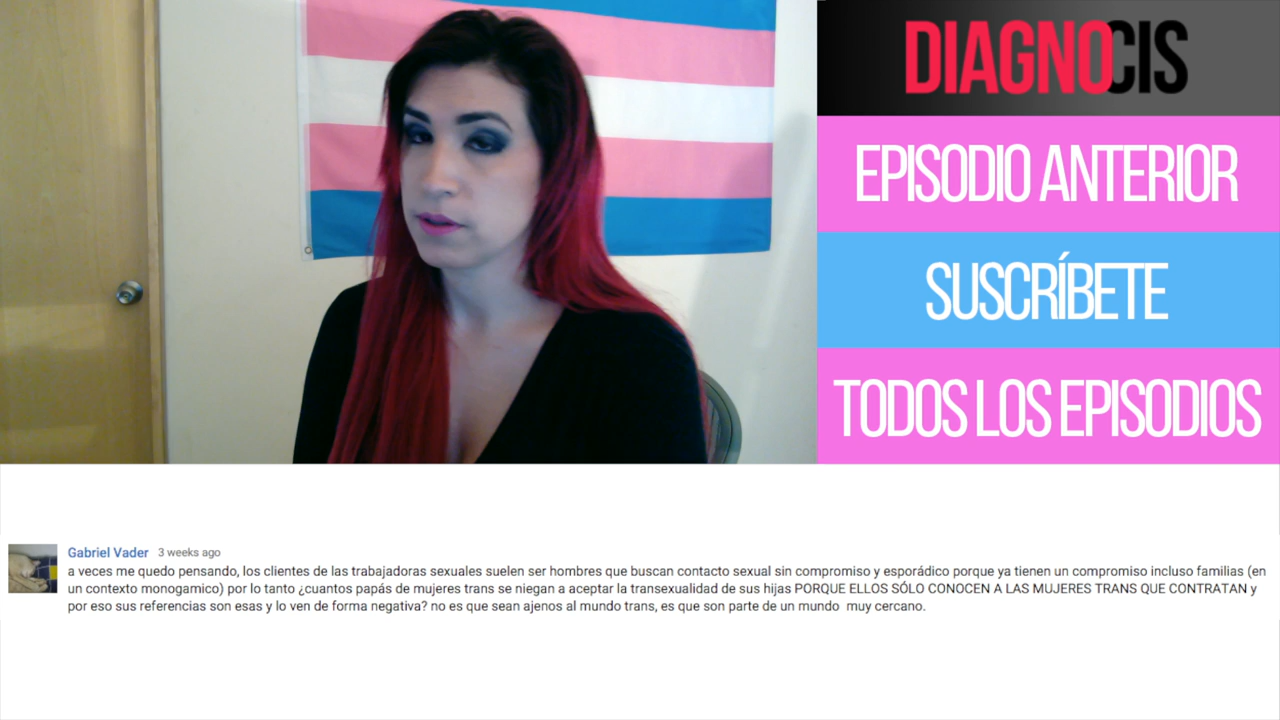 DIAGNOCIS
EPISODIO ANTERIOR
SUSCRÍBETE
TODOS LOS EPISODIOS
Gabriel Vader 3 weeks ago
a veces me quedo pensando, los clientes de las trabajadoras sexuales suelen ser hombres que buscan contacto sexual sin compromiso y esporádico porque ya tienen un compromiso incluso familias (en
un contexto monogamico) por lo tanto ¿cuantos papás de mujeres trans se niegan a aceptar la transexualidad de sus hijas PORQUE ELLOS SÓLO CONOCEN A LAS MUJERES TRANS QUE CONTRATAN y
por eso sus referencias son esas y lo ven de forma negativa? no es que sean ajenos al mundo trans, es que son parte de un mundo muy cercano.